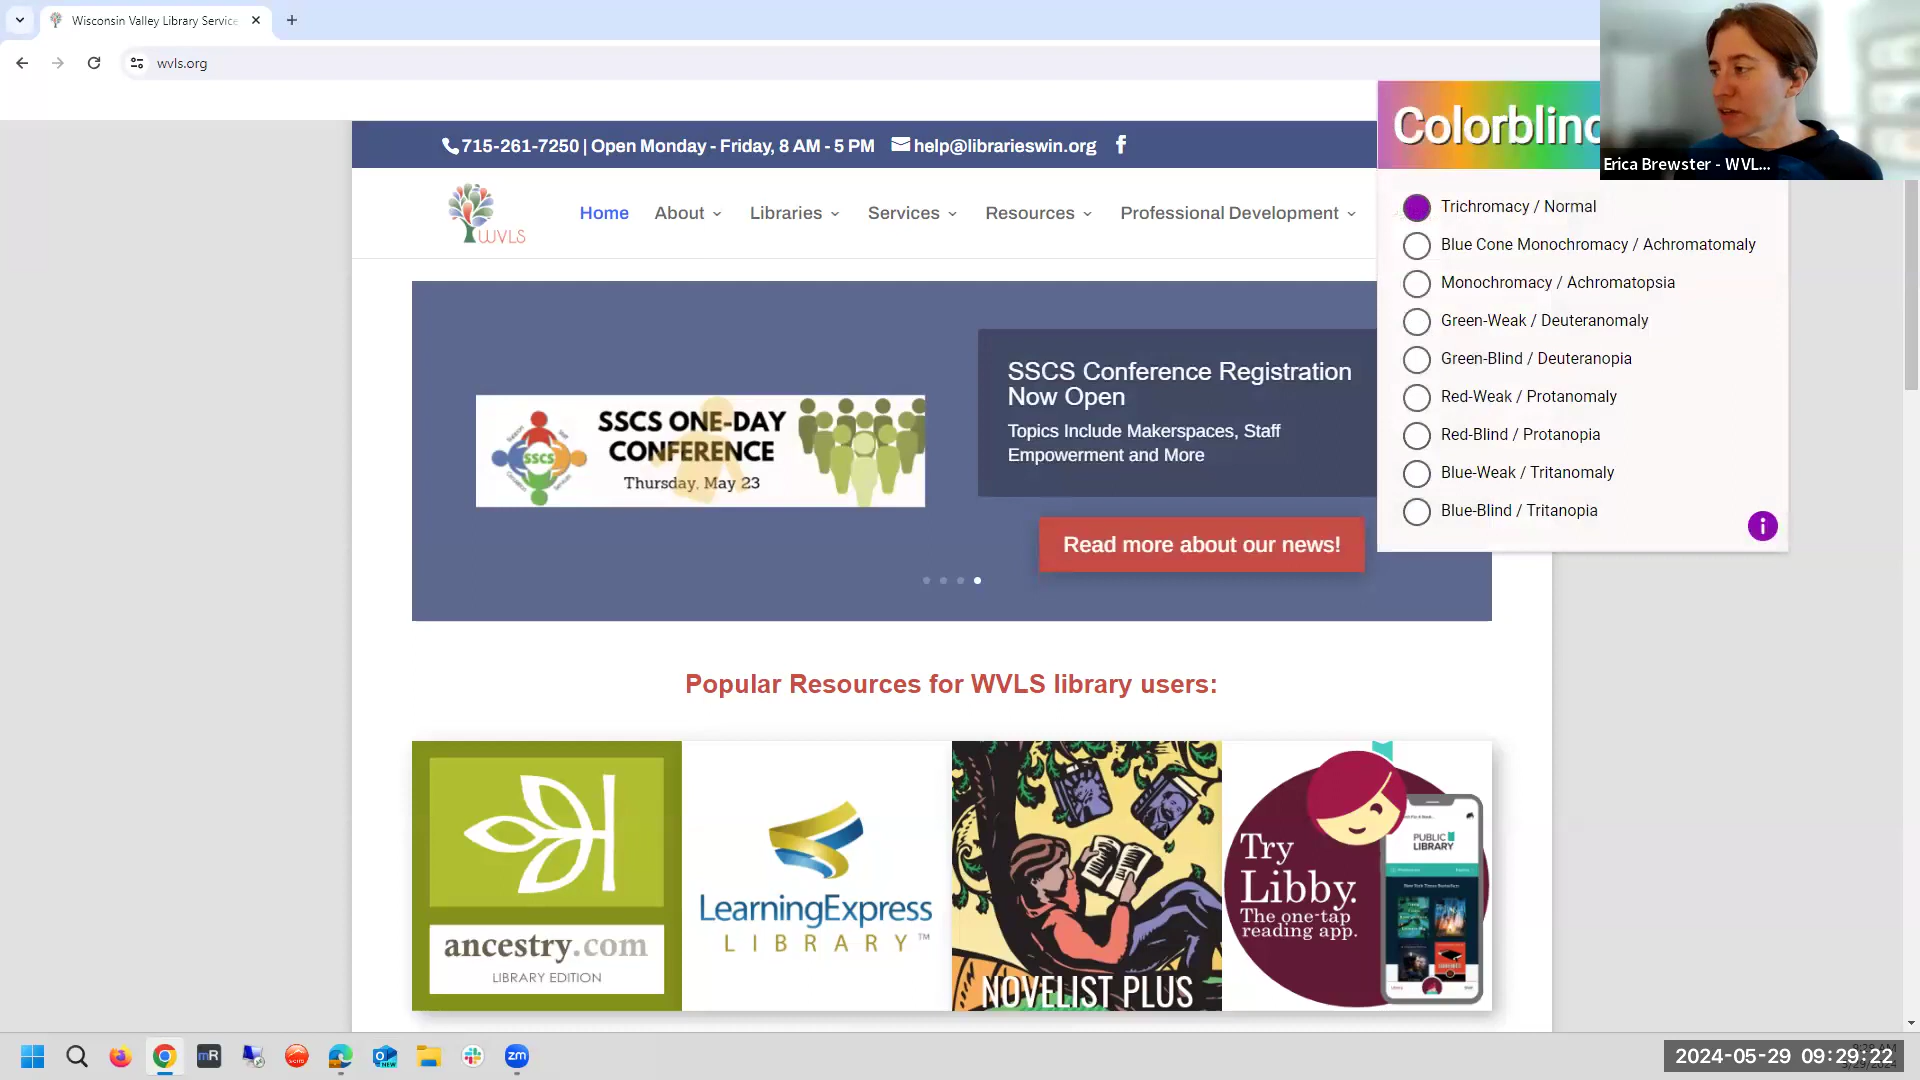 Wisconsin Valley Library Service
wvls.org
Colorblind
Erica Brewster - WVL...
715-261-7250 | Open Monday - Friday, 8 AM - 5 PM help@librarieswin.org
WVLS
Home About Libraries Services Resources Professional Development
Trichromacy / Normal
Blue Cone Monochromacy / Achromatomaly
Monochromacy / Achromatopsia
Green-Weak / Deuteranomaly
Green-Blind / Deuteranopia
Red-Weak / Protanomaly
Red-Blind / Protanopia
Blue-Weak / Tritanomaly
Blue-Blind / Tritanopia
SSCS
SSCS ONE-DAY
CONFERENCE
Thursday, May 23
SSCS Conference Registration
Now Open
Topics Include Makerspaces, Staff
Empowerment and More
Read more about our news!
Popular Resources for WVLS library users:
ancestry.com
LIBRARY EDITION
LearningExpress
LIBRARY™
NOVELIST PLUS
Try
Libby.
The one-tap
reading app.
PUBLIC
LIBRARY
mR
zm
2024-05-29 09:29:22